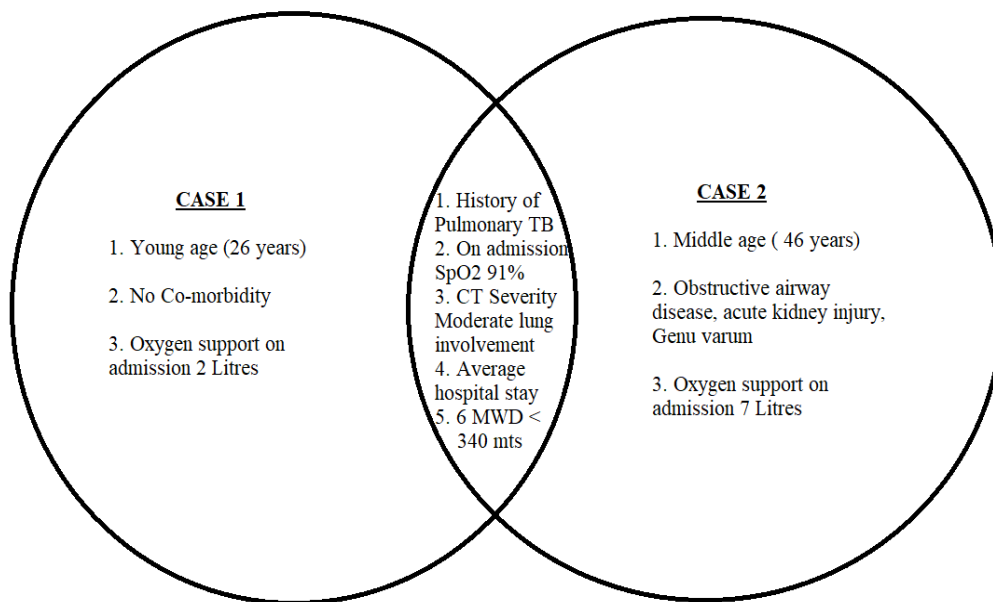 CASE 1
1. Young age (26 years)
2. No Co-morbidity
3. Oxygen support on
admission 2 Litres
1. History of
Pulmonary TB
2. On admission
SpO2 91%
3. CT Severity
Moderate lung
involvement
4. Average
hospital stay
5. 6 MWD <
340 mts
CASE 2
1. Middle age ( 46 years)
2. Obstructive airway
disease, acute kidney injury,
Genu varum
3. Oxygen support on
admission 7 Litres